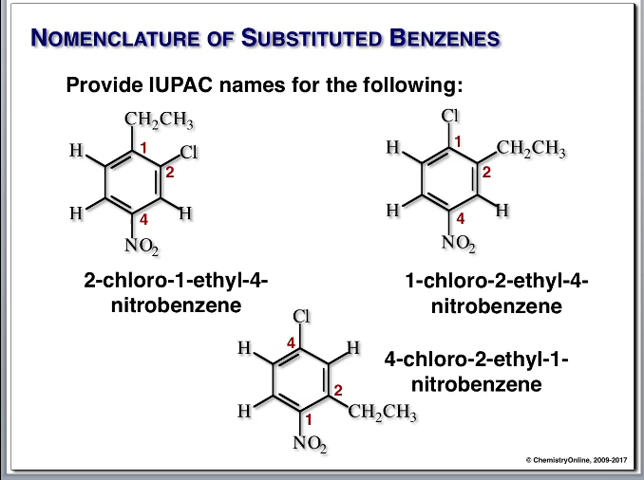 NOMENCLATURE OF SUBSTITUTED BENZENES
Provide IUPAC names for the following:
CH2CH3
H
1
Cl
2
H
4
H
NO2
2-chloro-1-ethyl-4-
nitrobenzene
Cl
H
1
CH2CH3
2
H
4
H
NO2
1-chloro-2-ethyl-4-
nitrobenzene
Cl
H
4
H
2
H
1
CH2CH3
NO2
4-chloro-2-ethyl-1-
nitrobenzene
© ChemistryOnline, 2009-2017